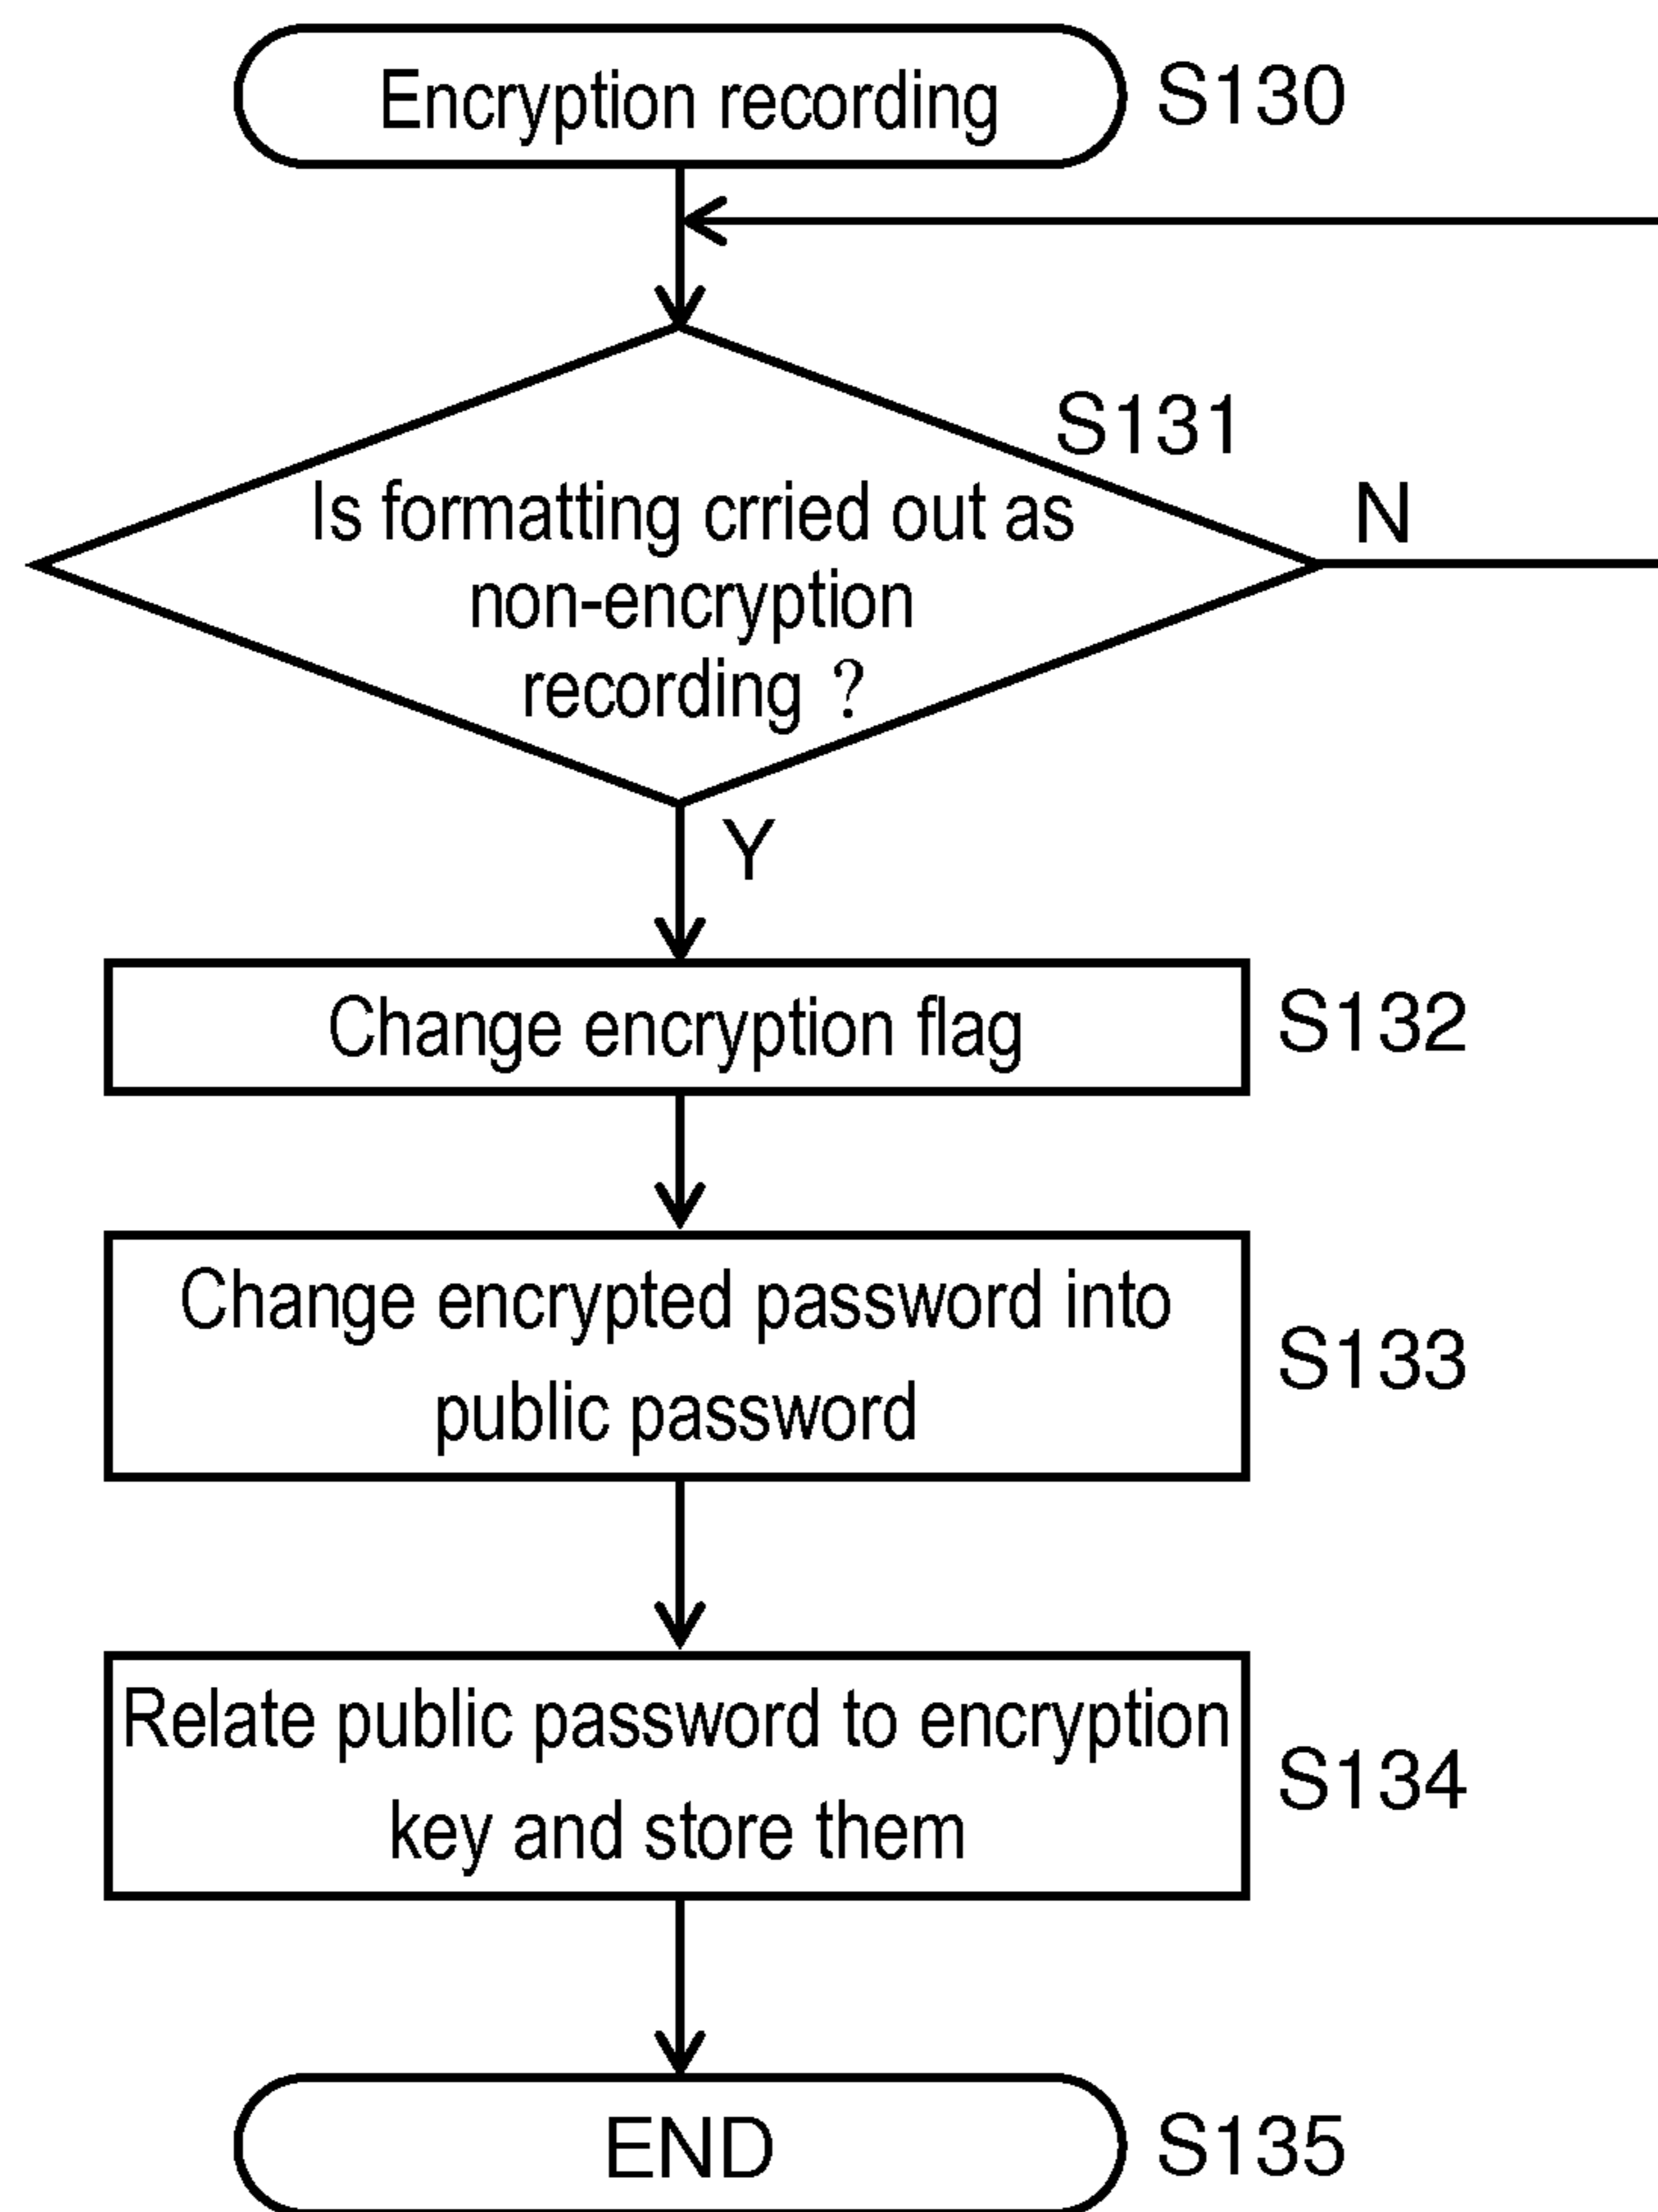 Encryption recording S130
S131
Is formatting crried out as
N
non-encryption
recording ?
Y
Change encryption flag S132
Change encrypted password into
public password
S133
Relate public password to encryption
key and store them
S134
END S135